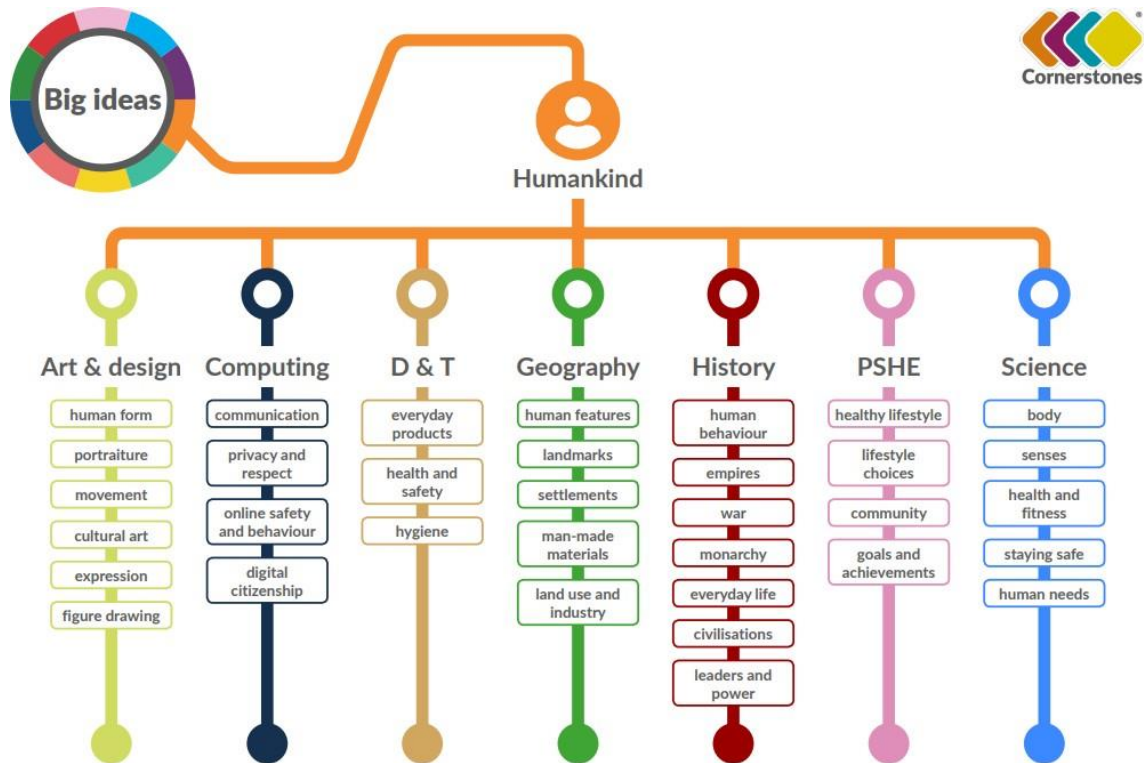 Big ideas
®
Cornerstones
Humankind
Art & design
human form
portraiture
movement
cultural art
expression
figure drawing
Computing
communication
privacy and
respect
online safety
and behaviour
digital
citizenship
D & T
everyday
products
health and
safety
hygiene
Geography
human features
landmarks
settlements
man-made
materials
land use and
industry
History
human
behaviour
empires
war
monarchy
everyday life
civilisations
leaders and
power
PSHE
healthy lifestyle
lifestyle
choices
community
goals and
achievements
Science
body
senses
health and
fitness
staying safe
human needs